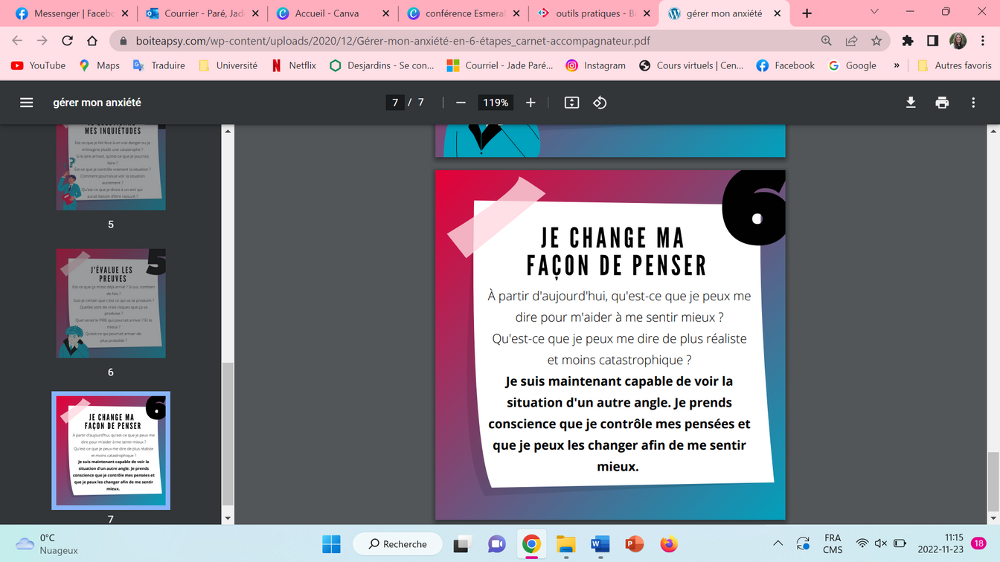 Messenger | Facebo
Courrier - Paré, Jade
Accueil - Canva
conférence Esmeral
outils pratiques - Bo
gérer mon anxiété
boiteapsy.com/wp-content/uploads/2020/12/Gérer-mon-anxiété-en-6-étapes_carnet-accompagnateur.pdf
YouTube
Maps
Traduire
Université
Netflix
Desjardins - Se con...
Courriel - Jade Paré...
Instagram
Cours virtuels | Cen...
Facebook
Google
»
Autres favoris
gérer mon anxiété
7 / 7
119%
MES INQUIÉTUDES
Est-ce que je fait face à un vrai danger ou je
m'imagine plutôt une catastrophe ?
Si le pire arrivait, qu'est-ce que je pourrais
faire ?
Est-ce que je contrôle vraiment la situation ?
Comment pourrais-je voir la situation
autrement ?
Qu'est-ce que je dirais à un ami qui
aurait besoin d'être rassuré ?
5
5
J'ÉVALUE LES
PREUVES
Est-ce que ça m'est déjà arrivé ? Si oui, combien
de fois ?
Suis-je certain que c'est ce qui va se produire ?
Quelles sont les vrais risques que ça se
produise ?
Quel serait le PIRE qui pourrait arriver ? Et le
mieux ?
Qu'est-ce qui pourrait arriver de
plus probable ?
6
6
JE CHANGE MA
FAÇON DE PENSER
À partir d'aujourd'hui, qu'est-ce que je peux me
dire pour m'aider à me sentir mieux ?
Qu'est-ce que je peux me dire de plus réaliste
et moins catastrophique ?
Je suis maintenant capable de voir la
situation d'un autre angle. Je prends
conscience que je contrôle mes pensées et
que je peux les changer afin de me sentir
mieux.
7
6
JE CHANGE MA
FAÇON DE PENSER
À partir d'aujourd'hui, qu'est-ce que je peux me
dire pour m'aider à me sentir mieux ?
Qu'est-ce que je peux me dire de plus réaliste
et moins catastrophique ?
Je suis maintenant capable de voir la
situation d'un autre angle. Je prends
conscience que je contrôle mes pensées et
que je peux les changer afin de me sentir
mieux.
0°C
Nuageux
Recherche
FRA
CMS
11:15
2022-11-23
18